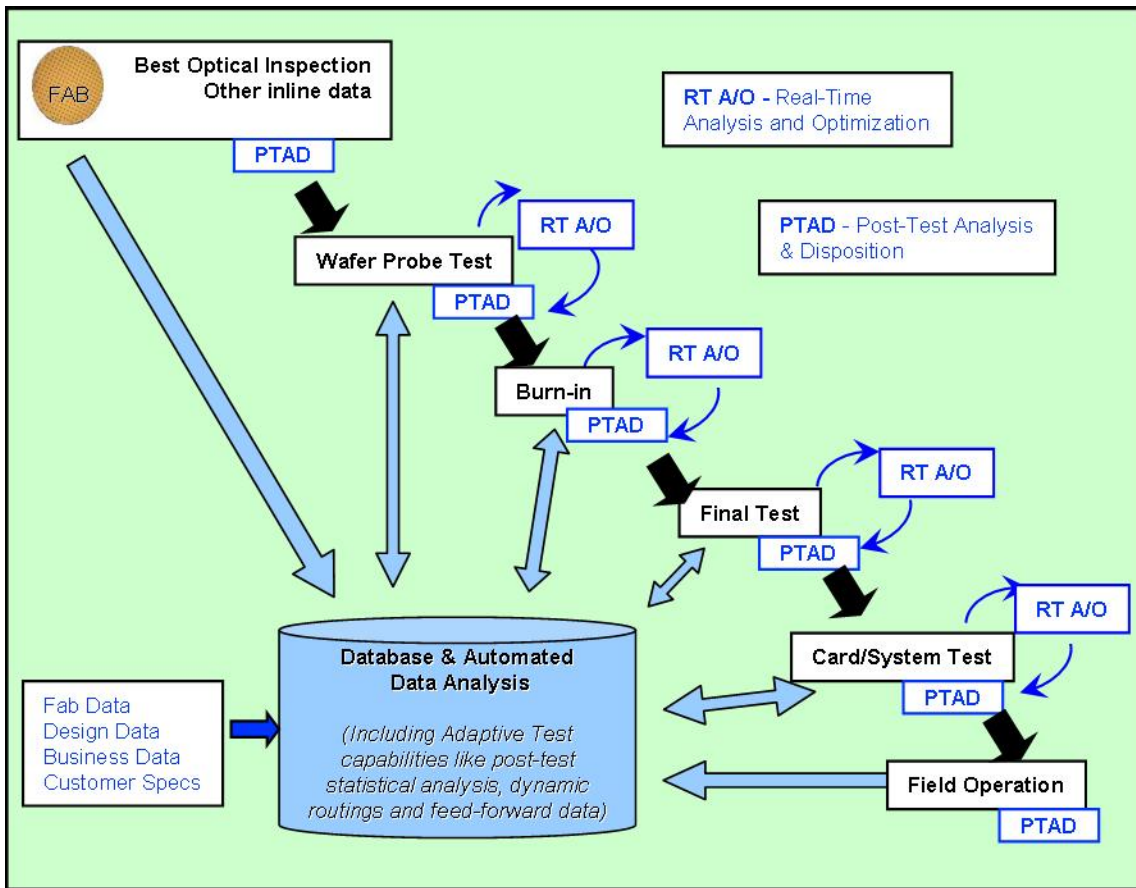 Best Optical Inspection
Other inline data
FAB
PTAD
RT A/O - Real-Time
Analysis and Optimization
PTAD - Post-Test Analysis
& Disposition
RT A/O
Wafer Probe Test
PTAD
RT A/O
Burn-in
PTAD
RT A/O
Final Test
PTAD
RT A/O
Card/System Test
PTAD
Database & Automated
Data Analysis
(Including Adaptive Test
capabilities like post-test
statistical analysis, dynamic
routings and feed-forward data)
Fab Data
Design Data
Business Data
Customer Specs
Field Operation
PTAD